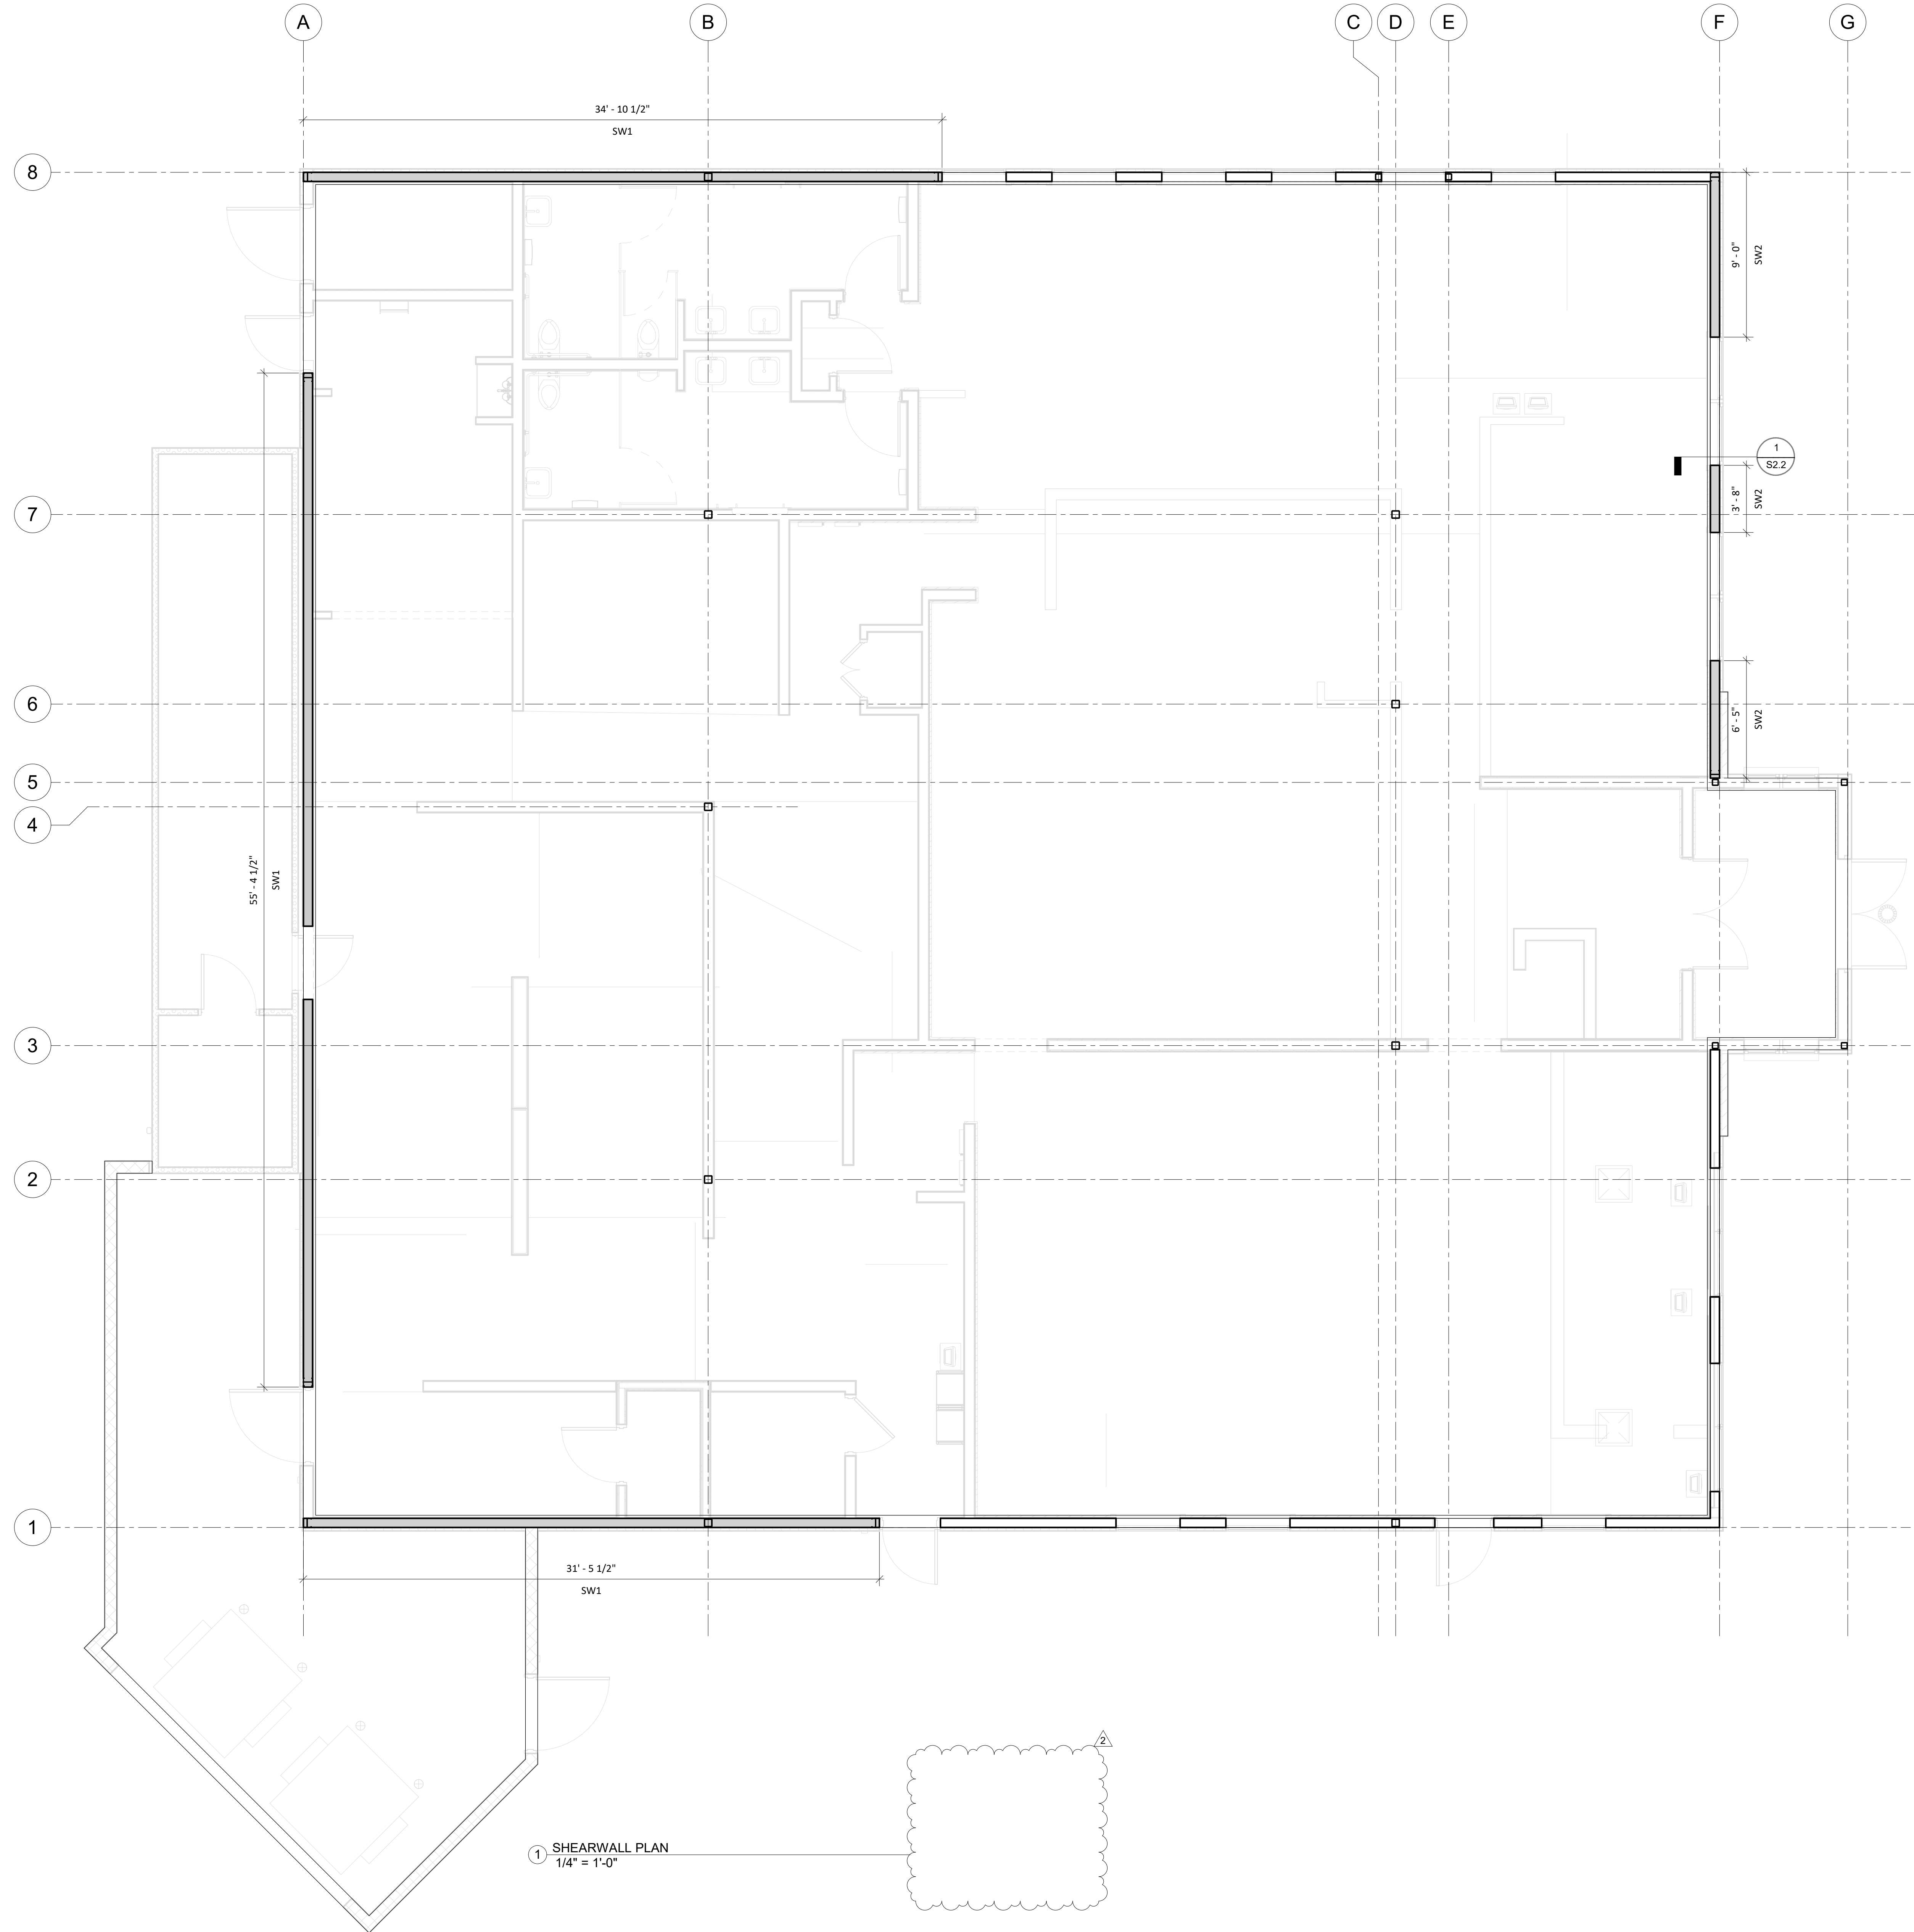 A
B
C
D
E
F
G
34' - 10 1/2"
SW1
8
9' - 0"
SW2
1
S2.2
3' - 8"
SW2
7
6
6' - 5"
SW2
5
4
55' - 4 1/2"
SW1
3
2
1
31' - 5 1/2"
SW1
2
1
SHEARWALL PLAN
1/4" = 1'-0"